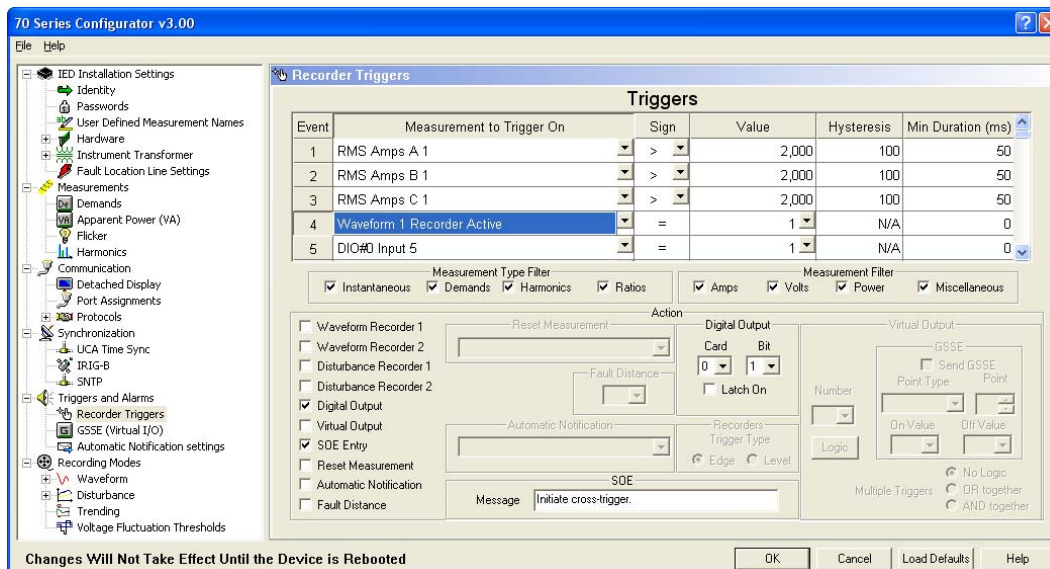 70 Series Configurator v3.00
File Help
IED Installation Settings
Identity
Passwords
User Defined Measurement Names
Hardware
Instrument Transformer
Fault Location Line Settings
Measurements
Demands
Apparent Power (VA)
Flicker
Harmonics
Communication
Detached Display
Port Assignments
Protocols
Synchronization
UCA Time Sync
IRIG-B
SNTP
Triggers and Alarms
Recorder Triggers
GSSE (Virtual I/O)
Automatic Notification settings
Recording Modes
Waveform
Disturbance
Trending
Voltage Fluctuation Thresholds
Recorder Triggers
Triggers
Event Measurement to Trigger On Sign Value Hysteresis Min Duration (ms)
1 RMS Amps A 1 > 2,000 100 50
2 RMS Amps B 1 > 2,000 100 50
3 RMS Amps C 1 > 2,000 100 50
4 Waveform 1 Recorder Active = 1 N/A 0
5 DIO#0 Input 5 = 1 N/A 0
Measurement Type Filter
Instantaneous Demands Harmonics Ratios
Measurement Filter
Amps Volts Power Miscellaneous
Action
Waveform Recorder 1
Waveform Recorder 2
Disturbance Recorder 1
Disturbance Recorder 2
Digital Output
Virtual Output
SOE Entry
Reset Measurement
Automatic Notification
Fault Distance
Reset Measurement
Fault Distance
Automatic Notification
Digital Output
Card Bit
0 1
Latch On
Recorders
Trigger Type
Edge Level
SOE
Message Initiate cross-trigger.
Virtual Output
GSSE
Send GSSE
Point Type Point
Number
On Value Off Value
Logic
Multiple Triggers
No Logic
OR together
AND together
Changes Will Not Take Effect Until the Device is Rebooted
OK Cancel Load Defaults Help